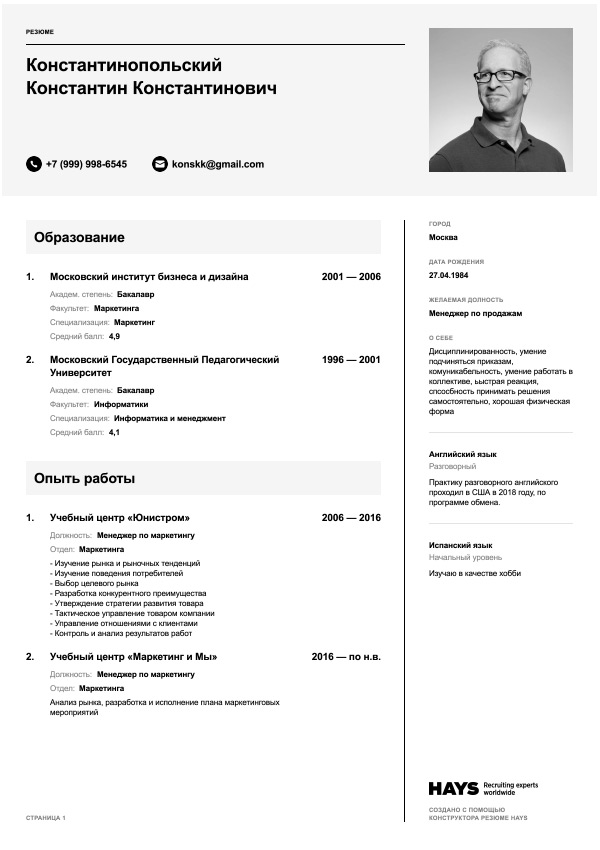 РЕЗЮМЕ
Константинопольский
Константин Константинович
+7 (999) 998-6545
konskk@gmail.com
Образование
1. Московский институт бизнеса и дизайна 2001 — 2006
Академ. степень: Бакалавр
Факультет: Маркетинга
Специализация: Маркетинг
Средний балл: 4,9
2. Московский Государственный Педагогический 1996 — 2001
Университет
Академ. степень: Бакалавр
Факультет: Информатики
Специализация: Информатика и менеджмент
Средний балл: 4,1
Опыть работы
1. Учебный центр «Юнистром» 2006 — 2016
Должность: Менеджер по маркетингу
Отдел: Маркетинга
- Изучение рынка и рыночных тенденций
- Изучение поведения потребителей
- Выбор целевого рынка
- Разработка конкурентного преимущества
- Утверждение стратегии развития товара
- Тактическое управление товаром компании
- Управление отношениями с клиентами
- Контроль и анализ результатов работ
2. Учебный центр «Маркетинг и Мы» 2016 — по н.в.
Должность: Менеджер по маркетингу
Отдел: Маркетинга
Анализ рынка, разработка и исполнение плана маркетинговых
мероприятий
СТРАНИЦА 1
ГОРОД
Москва
ДАТА РОЖДЕНИЯ
27.04.1984
ЖЕЛАЕМАЯ ДОЛНОСТЬ
Менеджер по продажам
О СЕБЕ
Дисциплинированность, умение
подчиняться приказам,
комуникабельность, умение работать в
коллективе, ыстрая реакция,
спсосбность принимать решения
самостоятельно, хорошая физическая
форма
Английский язык
Разговорный
Практику разговорного английского
проходил в США в 2018 году, по
программе обмена.
Испанский язык
Начальный уровень
Изучаю в качестве хобби
HAYS Recruiting experts
worldwide
СОЗДАНО С ПОМОЩЬЮ
КОНСТРУКТОРА РЕЗЮМЕ HAYS